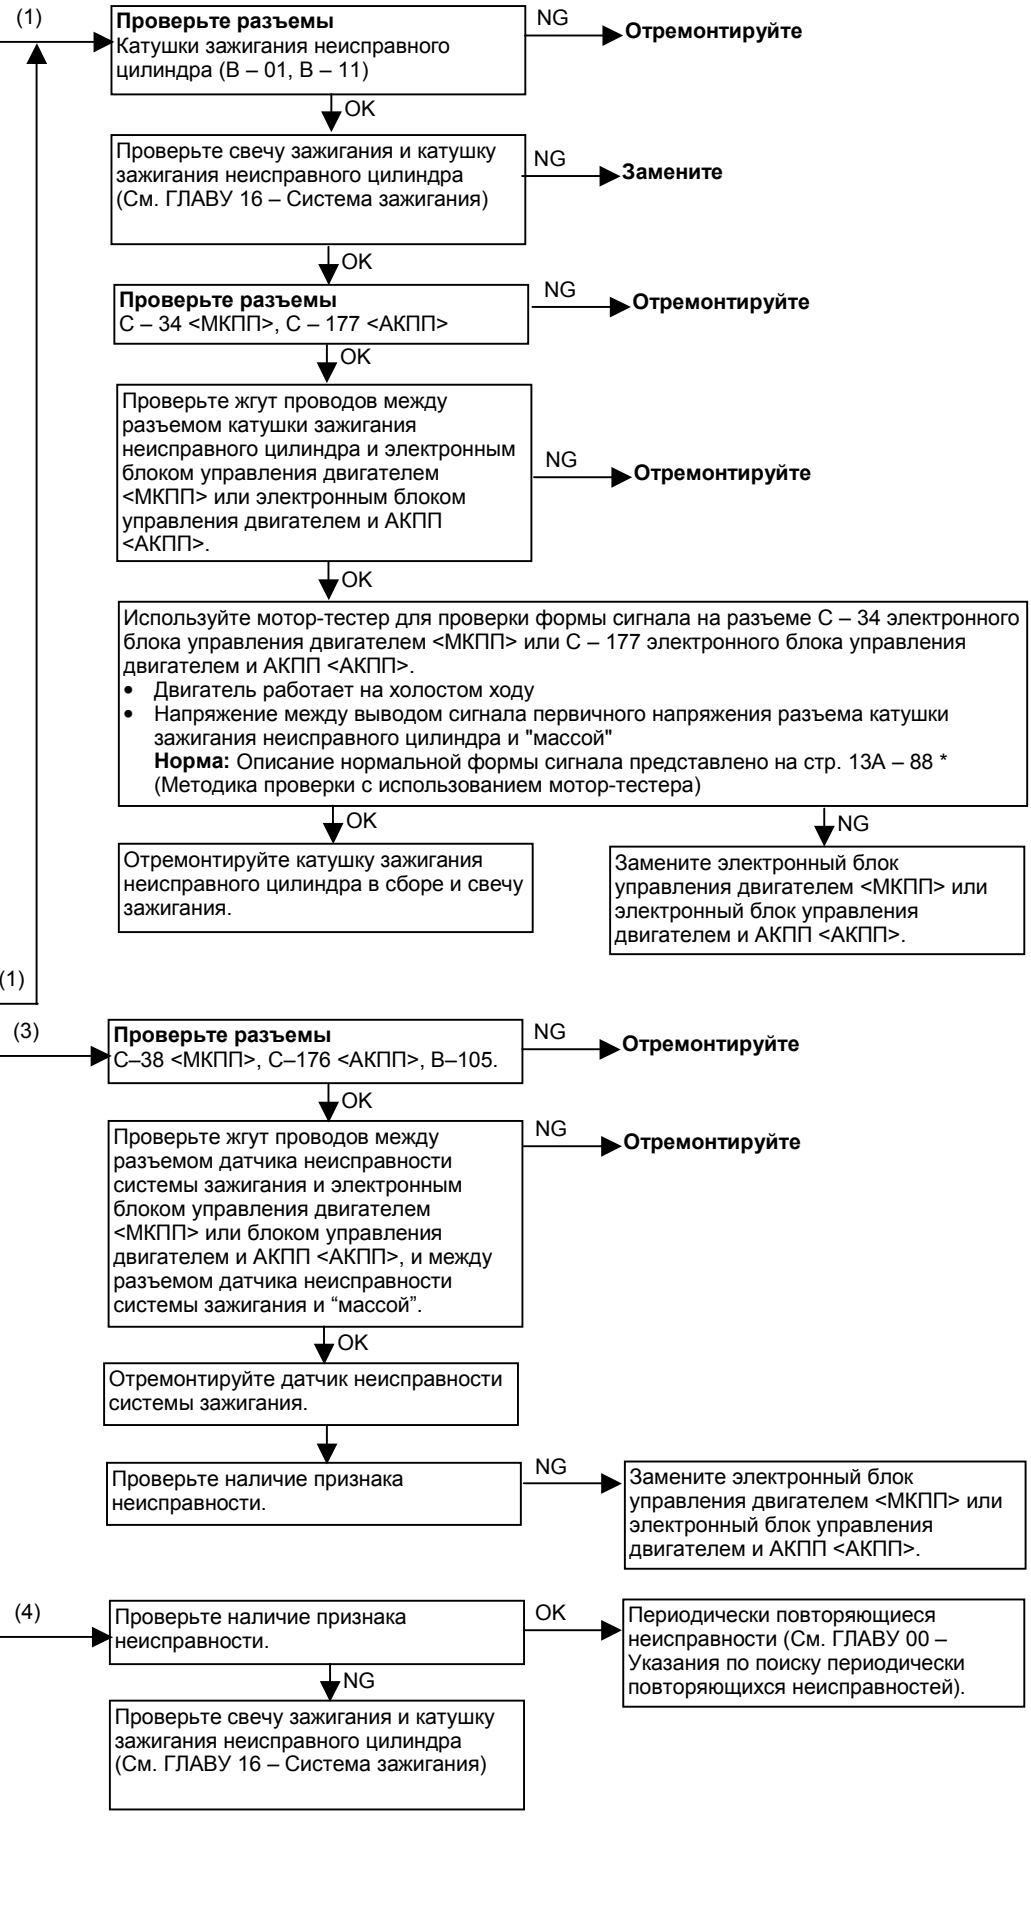 (1)
Проверьте разъемы
Катушки зажигания неисправного
цилиндра (В – 01, В – 11)
NG
Отремонтируйте
OK
Проверьте свечу зажигания и катушку
зажигания неисправного цилиндра
(См. ГЛАВУ 16 – Система зажигания)
NG
Замените
OK
Проверьте разъемы
С – 34 <МКПП>, С – 177 <АКПП>
NG
Отремонтируйте
OK
Проверьте жгут проводов между
разъемом катушки зажигания
неисправного цилиндра и электронным
блоком управления двигателем
<МКПП> или электронным блоком
управления двигателем и АКПП
<АКПП>.
NG
Отремонтируйте
OK
Используйте мотор-тестер для проверки формы сигнала на разъеме С – 34 электронного
блока управления двигателем <МКПП> или С – 177 электронного блока управления
двигателем и АКПП <АКПП>.
• Двигатель работает на холостом ходу
• Напряжение между выводом сигнала первичного напряжения разъема катушки
зажигания неисправного цилиндра и "массой"
Норма: Описание нормальной формы сигнала представлено на стр. 13А – 88 *
(Методика проверки с использованием мотор-тестера)
OK
NG
Отремонтируйте катушку зажигания
неисправного цилиндра в сборе и свечу
зажигания.
Замените электронный блок
управления двигателем <МКПП> или
электронный блок управления
двигателем и АКПП <АКПП>.
(1)
(3)
Проверьте разъемы
С–38 <МКПП>, С–176 <АКПП>, В–105.
NG
Отремонтируйте
OK
Проверьте жгут проводов между
разъемом датчика неисправности
системы зажигания и электронным
блоком управления двигателем
<МКПП> или блоком управления
двигателем и АКПП <АКПП>, и между
разъемом датчика неисправности
системы зажигания и “массой”.
NG
Отремонтируйте
OK
Отремонтируйте датчик неисправности
системы зажигания.
Проверьте наличие признака
неисправности.
NG
Замените электронный блок
управления двигателем <МКПП> или
электронный блок управления
двигателем и АКПП <АКПП>.
(4)
Проверьте наличие признака
неисправности.
OK
Периодически повторяющиеся
неисправности (См. ГЛАВУ 00 –
Указания по поиску периодически
повторяющихся неисправностей).
NG
Проверьте свечу зажигания и катушку
зажигания неисправного цилиндра
(См. ГЛАВУ 16 – Система зажигания)